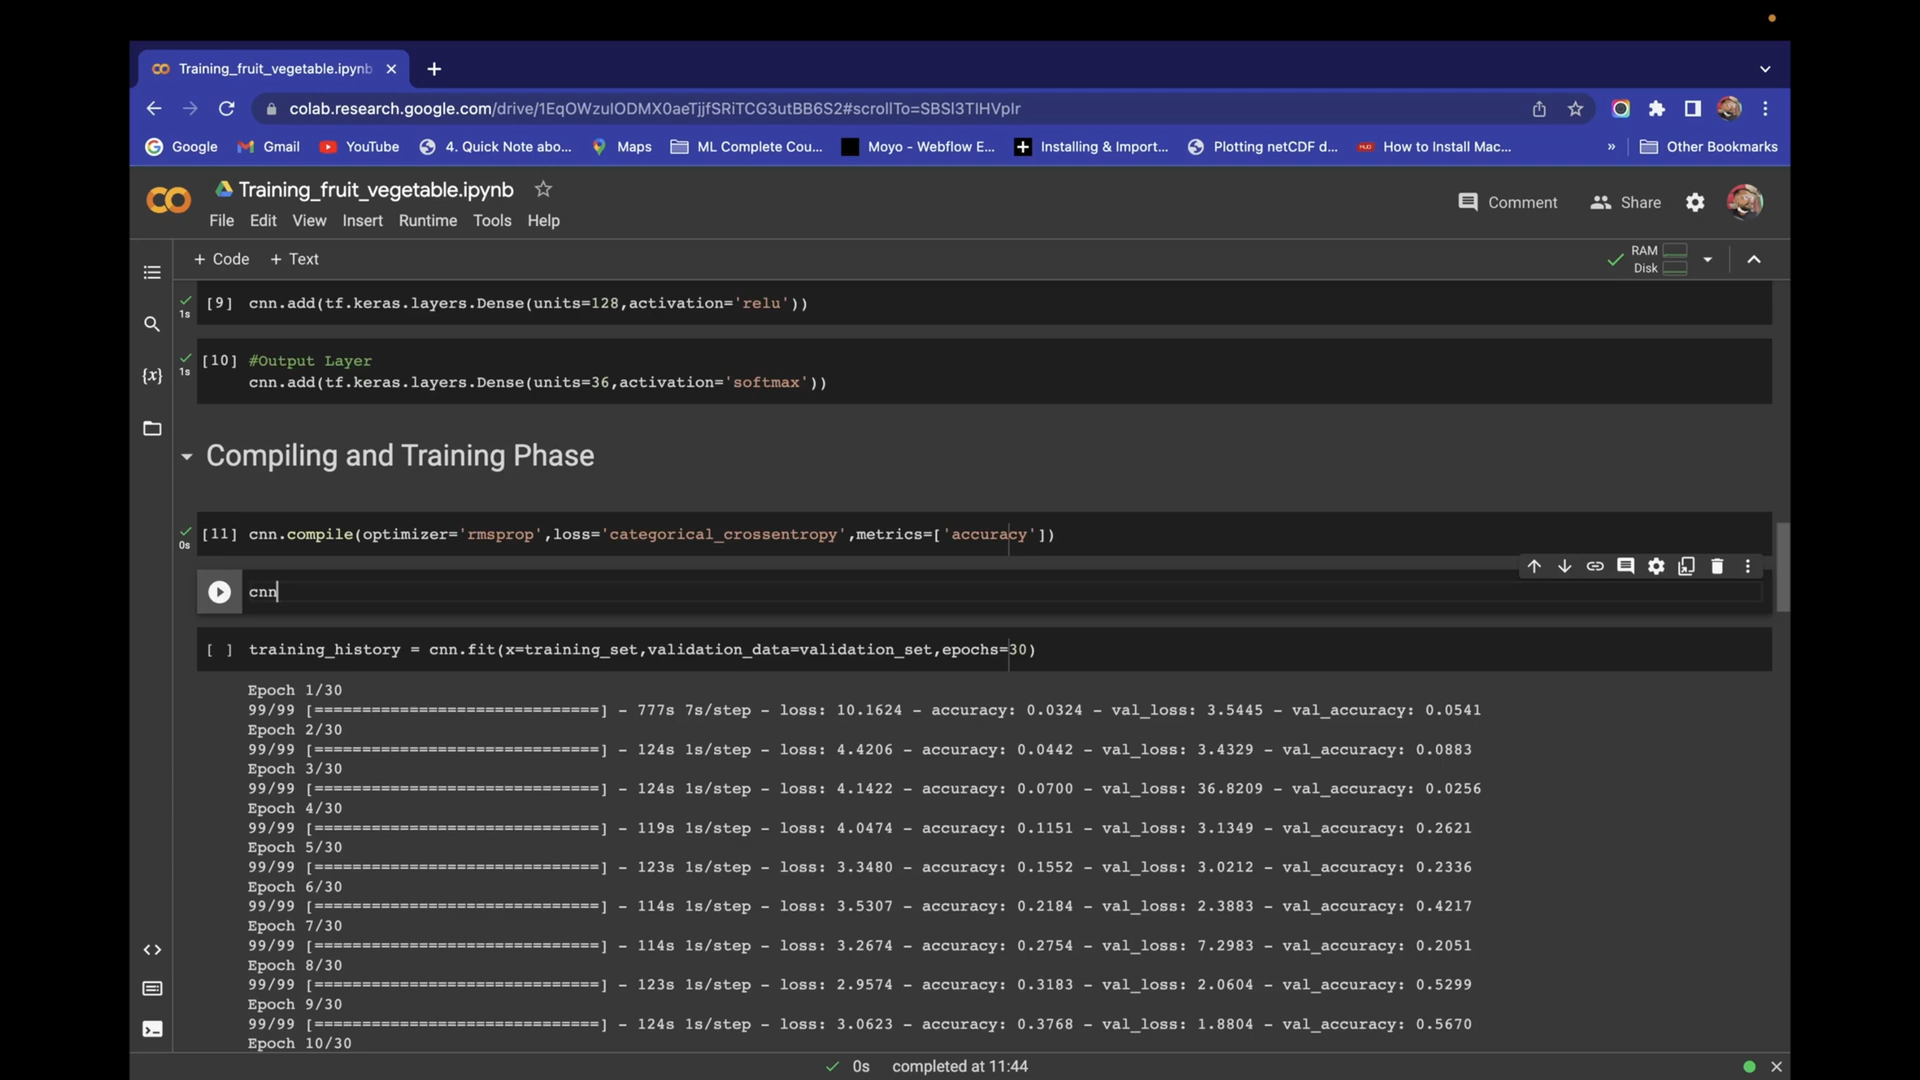 Training_fruit_vegetable.ipynb
colab.research.google.com/drive/1EqOWzuIODMX0aeTjjfSRiTCG3utBB6S2#scrollTo=SBSI3TIHVpIr
Google Gmail YouTube 4. Quick Note abo... Maps ML Complete Cou... Moyo - Webflow E... Installing & Import... Plotting netCDF d... How to Install Mac... » Other Bookmarks
Training_fruit_vegetable.ipynb
Comment Share
File Edit View Insert Runtime Tools Help
+ Code + Text
RAM
Disk
[9] cnn.add(tf.keras.layers.Dense(units=128,activation='relu'))
1s
[10] #Output Layer
1s
cnn.add(tf.keras.layers.Dense(units=36,activation='softmax'))
Compiling and Training Phase
[11] cnn.compile(optimizer='rmsprop',loss='categorical_crossentropy',metrics=['accuracy'])
0s
cnn
[ ] training_history = cnn.fit(x=training_set,validation_data=validation_set,epochs=30)
Epoch 1/30
99/99 [==============================] - 777s 7s/step - loss: 10.1624 - accuracy: 0.0324 - val_loss: 3.5445 - val_accuracy: 0.0541
Epoch 2/30
99/99 [==============================] - 124s 1s/step - loss: 4.4206 - accuracy: 0.0442 - val_loss: 3.4329 - val_accuracy: 0.0883
Epoch 3/30
99/99 [==============================] - 124s 1s/step - loss: 4.1422 - accuracy: 0.0700 - val_loss: 36.8209 - val_accuracy: 0.0256
Epoch 4/30
99/99 [==============================] - 119s 1s/step - loss: 4.0474 - accuracy: 0.1151 - val_loss: 3.1349 - val_accuracy: 0.2621
Epoch 5/30
99/99 [==============================] - 123s 1s/step - loss: 3.3480 - accuracy: 0.1552 - val_loss: 3.0212 - val_accuracy: 0.2336
Epoch 6/30
99/99 [==============================] - 114s 1s/step - loss: 3.5307 - accuracy: 0.2184 - val_loss: 2.3883 - val_accuracy: 0.4217
Epoch 7/30
99/99 [==============================] - 114s 1s/step - loss: 3.2674 - accuracy: 0.2754 - val_loss: 7.2983 - val_accuracy: 0.2051
Epoch 8/30
99/99 [==============================] - 123s 1s/step - loss: 2.9574 - accuracy: 0.3183 - val_loss: 2.0604 - val_accuracy: 0.5299
Epoch 9/30
99/99 [==============================] - 124s 1s/step - loss: 3.0623 - accuracy: 0.3768 - val_loss: 1.8804 - val_accuracy: 0.5670
Epoch 10/30
0s completed at 11:44